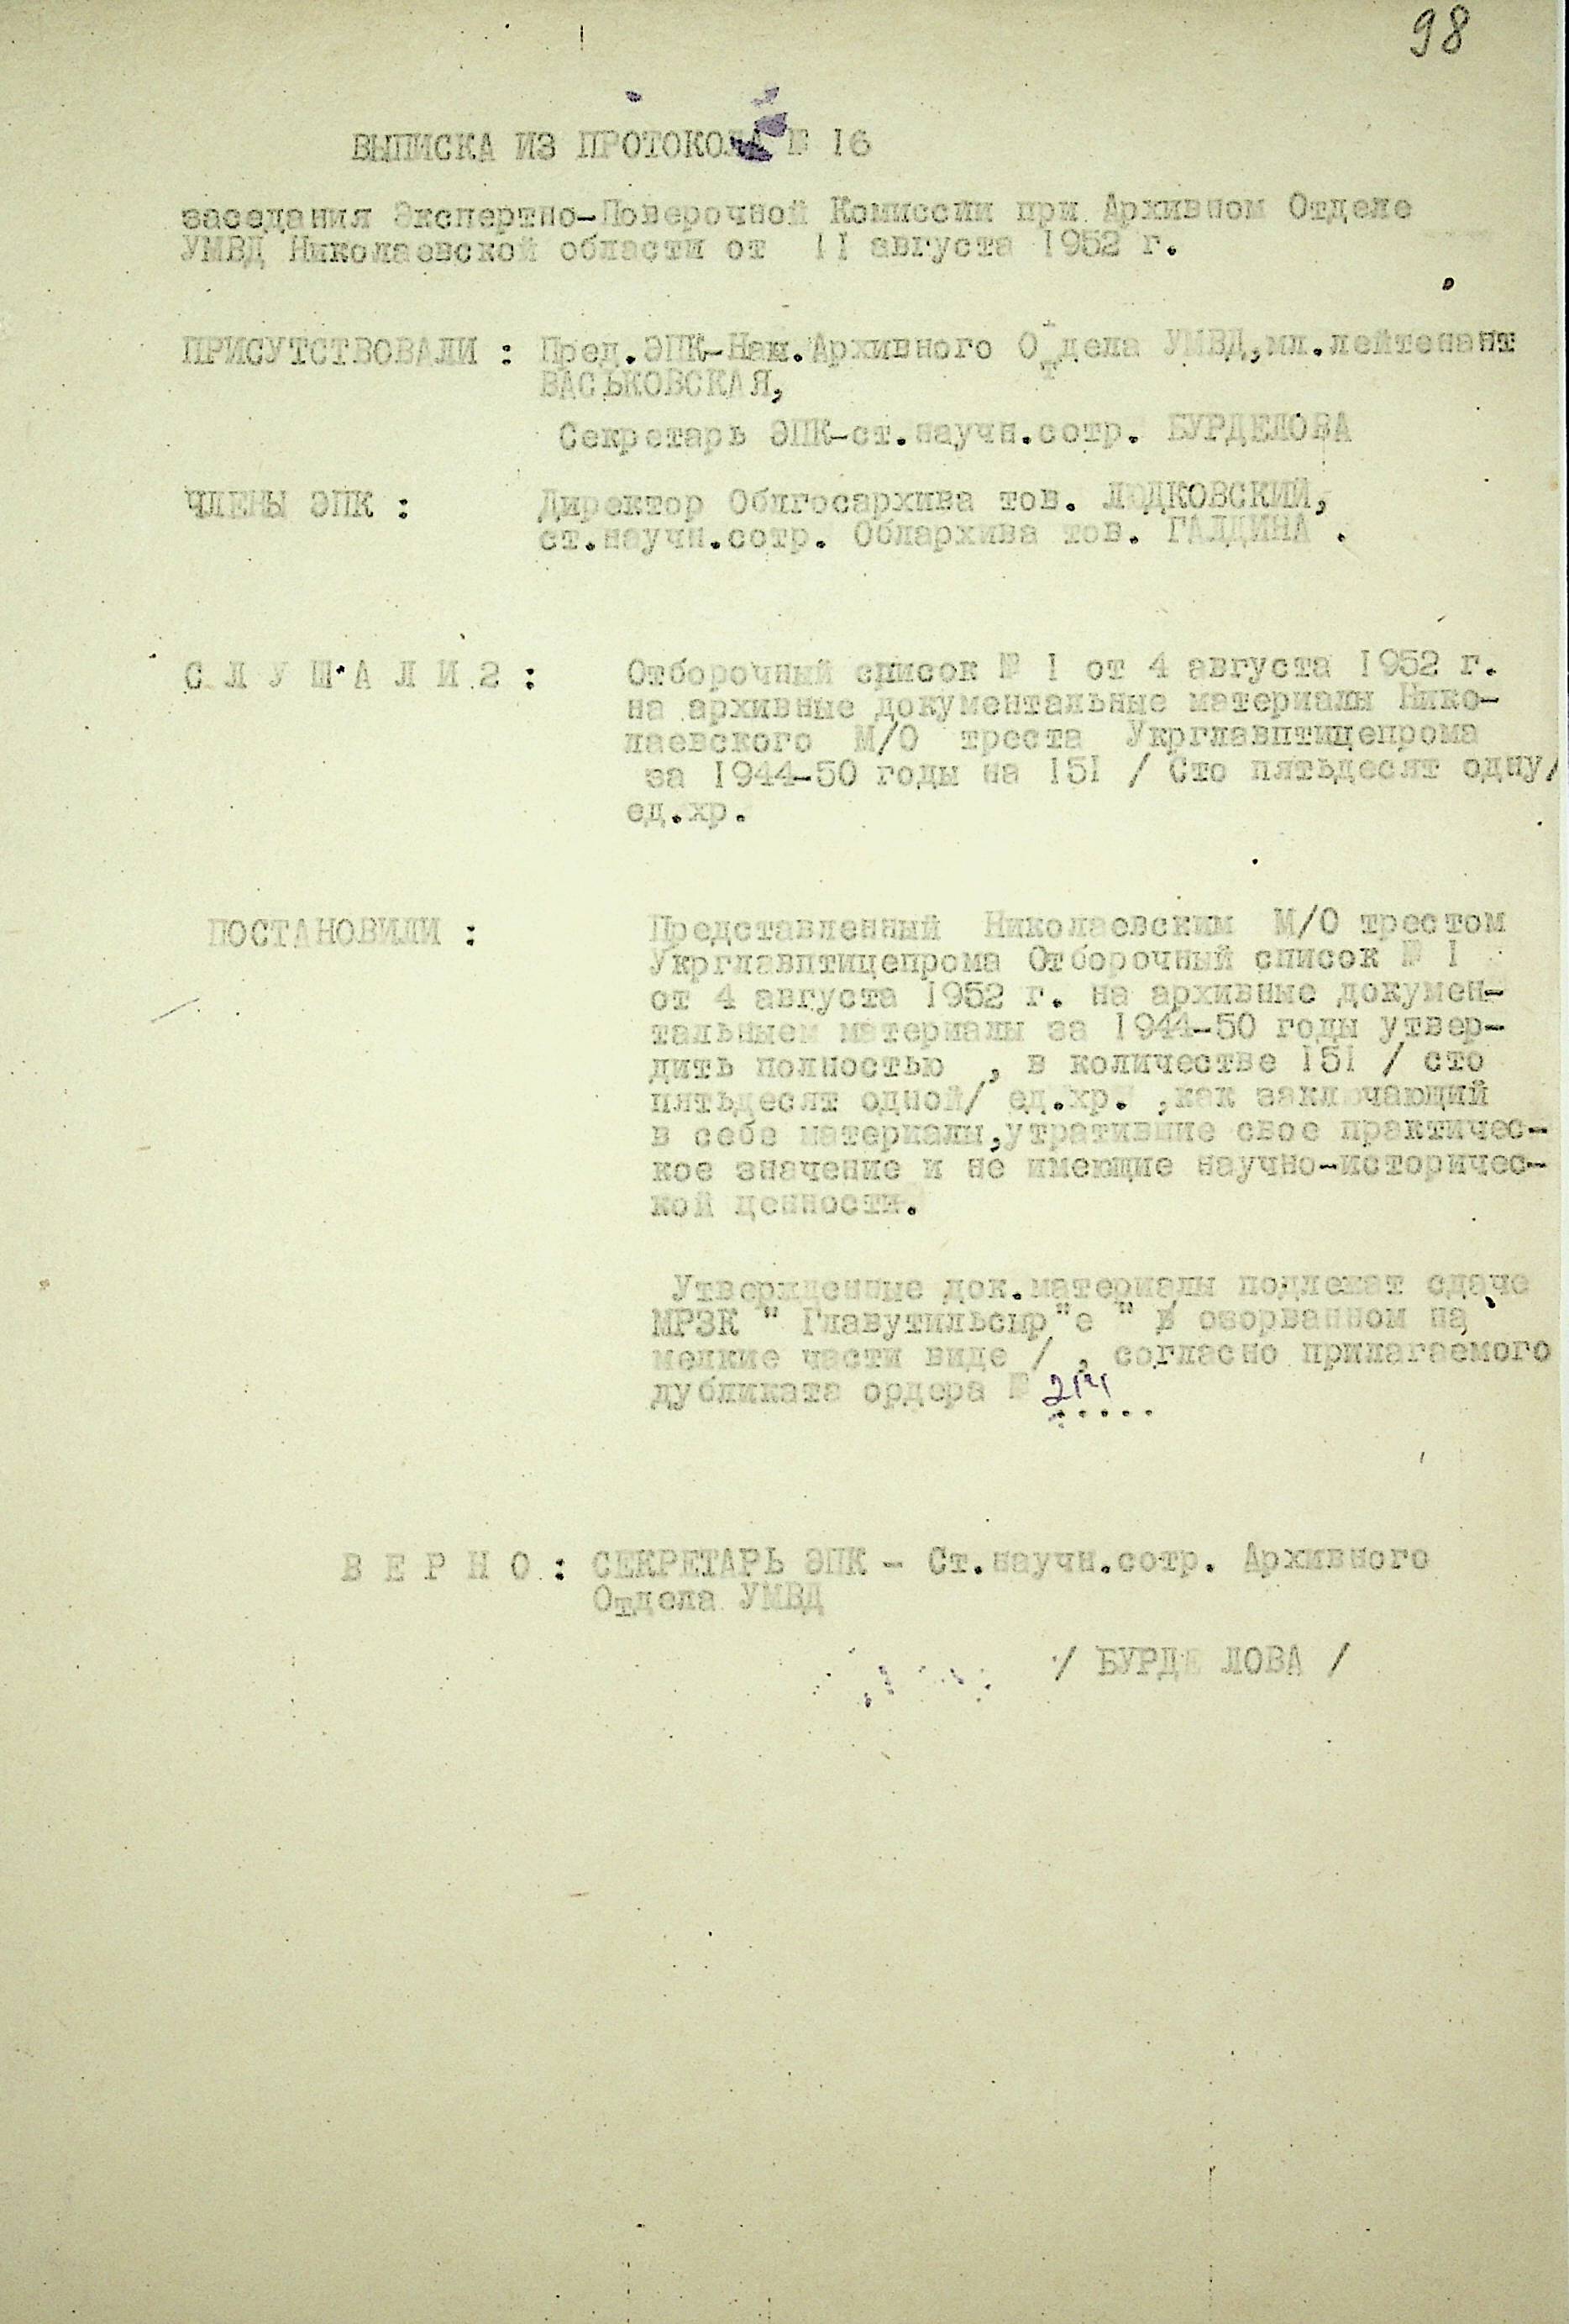 98
ВЫПИСКА ИЗ ПРОТОКОЛА № 16
заседания Экспертно-Поверочной Комиссии при Архивном Отделе
УМВД Николаевской области от 11 августа 1952 г.
ПРИСУТСТВОВАЛИ : Пред.ЭПК-Нач.Архивного Отдела УМВД,мл.лейтенант
ВАСЬКОВСКАЯ,
Секретарь ЭПК-ст.научн.сотр. БУРДЕЛОВА
ЧЛЕНЫ ЭПК : Директор Облгосархива тов. ЛЮДКОВСКИЙ,
ст.научн.сотр. Облархива тов. ГАЛДИНА .
С Л У Ш А Л И 2 : Отборочный список № 1 от 4 августа 1952 г.
на архивные документальные материалы Нико-
лаевского М/О треста Укрглавптицепрома
за 1944-50 годы на 151 / Сто пятьдесят одну/
ед.хр.
ПОСТАНОВИЛИ : Представленный Николаевским М/О трестом
Укрглавптицепрома Отборочный список № 1
от 4 августа 1952 г. на архивные докумен-
тальныем материалы за 1944-50 годы утвер-
дить полностью , в количестве 151 / сто
пятьдесят одной/ ед.хр. ,как заключающий
в себе материалы,утратившие свое практичес-
кое значение и не имеющие научно-историчес-
кой ценности.
Утвержденные док.материалы подлежат сдаче
МРЗК " Главутильсыр"е " в изорванном на
мелкие части виде / , согласно прилагаемого
дубликата ордера №
.....
В Е Р Н О : СЕКРЕТАРЬ ЭПК - Ст.научн.сотр. Архивного
Отдела УМВД
/ БУРДЕ ЛОВА /